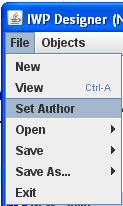 IWP Designer (N
File Objects
New
View Ctrl-A
Set Author
Open
Save
Save As...
Exit